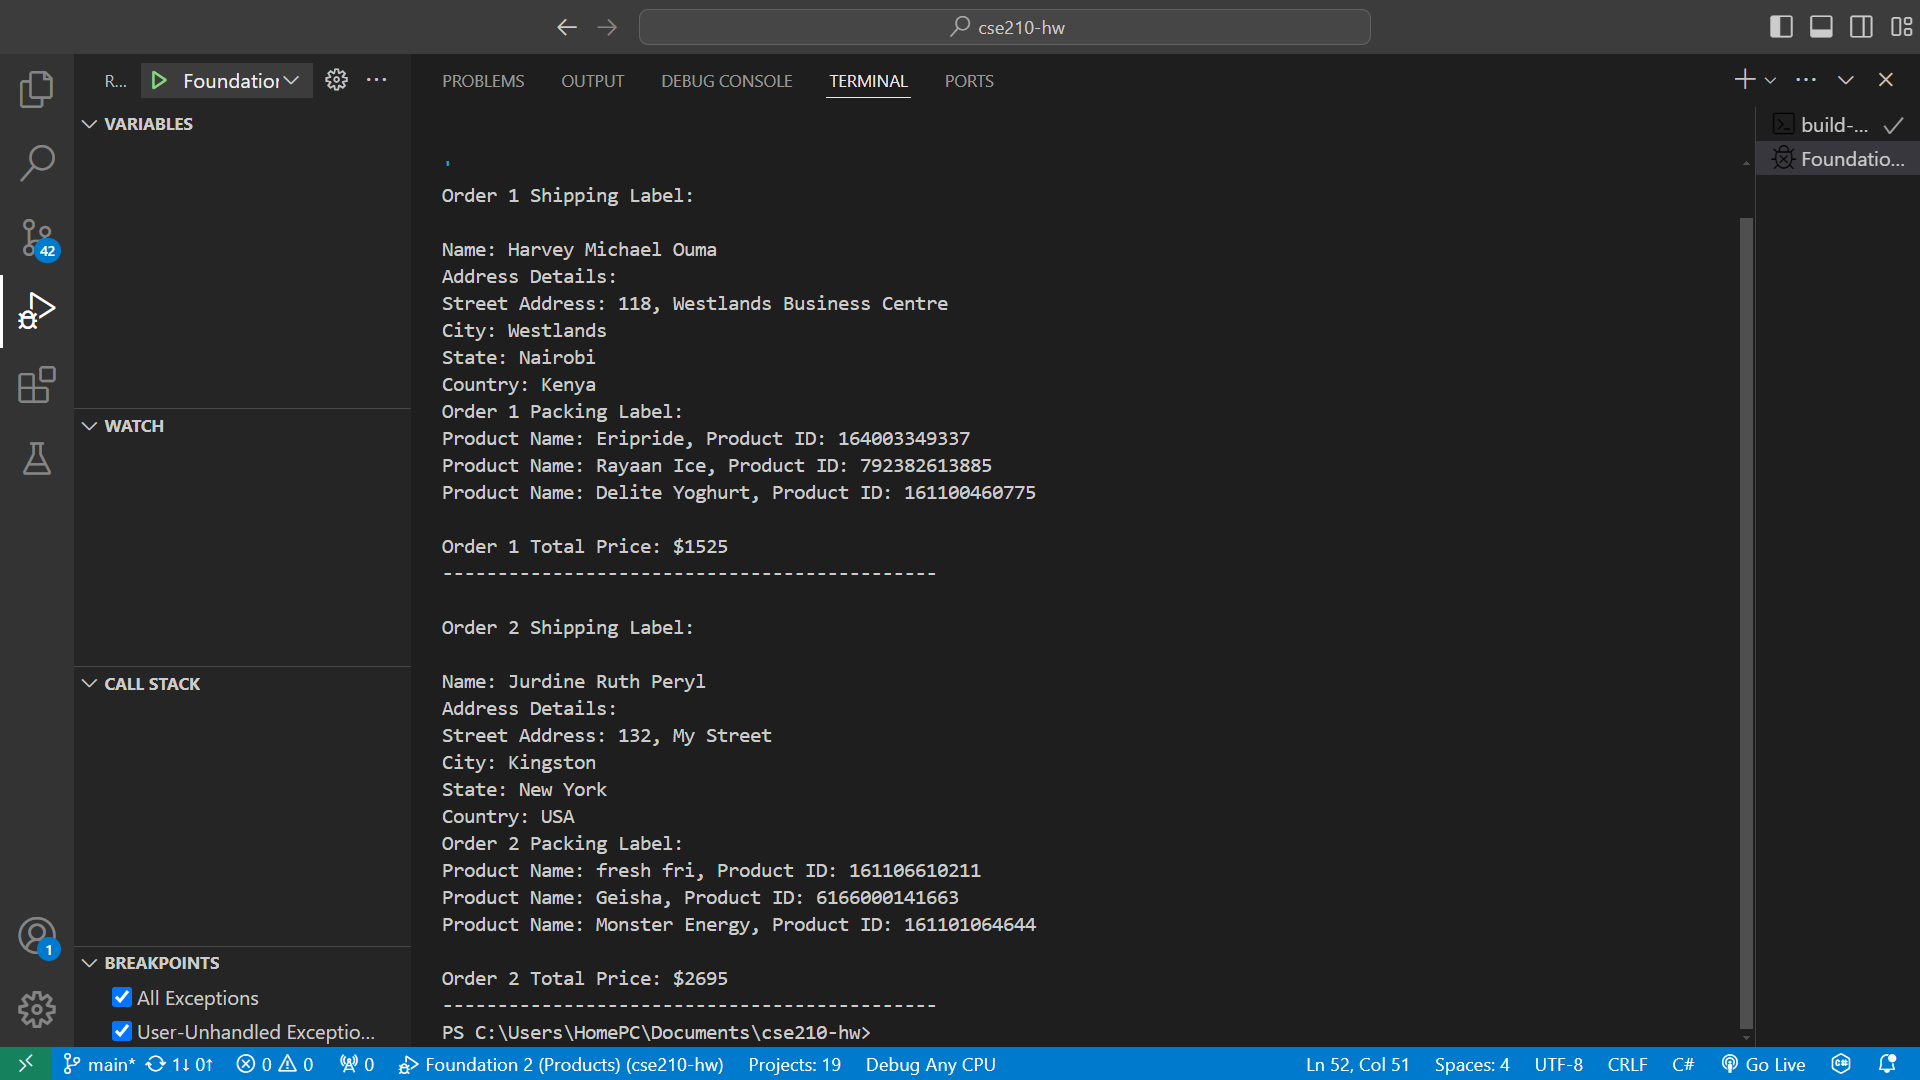 cse210-hw
R...
Foundation
PROBLEMS
OUTPUT
DEBUG CONSOLE
TERMINAL
PORTS
VARIABLES
WATCH
CALL STACK
BREAKPOINTS
All Exceptions
User-Unhandled Exceptio...
42
1
'
Order 1 Shipping Label:
Name: Harvey Michael Ouma
Address Details:
Street Address: 118, Westlands Business Centre
City: Westlands
State: Nairobi
Country: Kenya
Order 1 Packing Label:
Product Name: Eripride, Product ID: 164003349337
Product Name: Rayaan Ice, Product ID: 792382613885
Product Name: Delite Yoghurt, Product ID: 161100460775
Order 1 Total Price: $1525
---------------------------------------------
Order 2 Shipping Label:
Name: Jurdine Ruth Peryl
Address Details:
Street Address: 132, My Street
City: Kingston
State: New York
Country: USA
Order 2 Packing Label:
Product Name: fresh fri, Product ID: 161106610211
Product Name: Geisha, Product ID: 6166000141663
Product Name: Monster Energy, Product ID: 161101064644
Order 2 Total Price: $2695
---------------------------------------------
PS C:\Users\HomePC\Documents\cse210-hw>
build-...
Foundatio...
main* 1↓ 0↑ 0 0 0 Foundation 2 (Products) (cse210-hw) Projects: 19 Debug Any CPU Ln 52, Col 51 Spaces: 4 UTF-8 CRLF C# Go Live